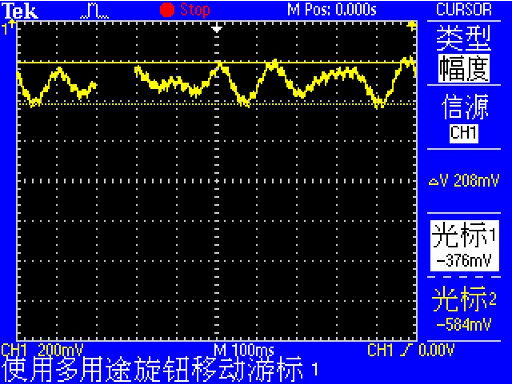 Tek Stop M Pos: 0.000s CURSOR
类型
幅度
信源
CH1
△V 208mV
光标1
-376mV
光标2
-584mV
CH1 200mV M 100ms CH1 / 0.00V
使用多用途旋钮移动游标 1